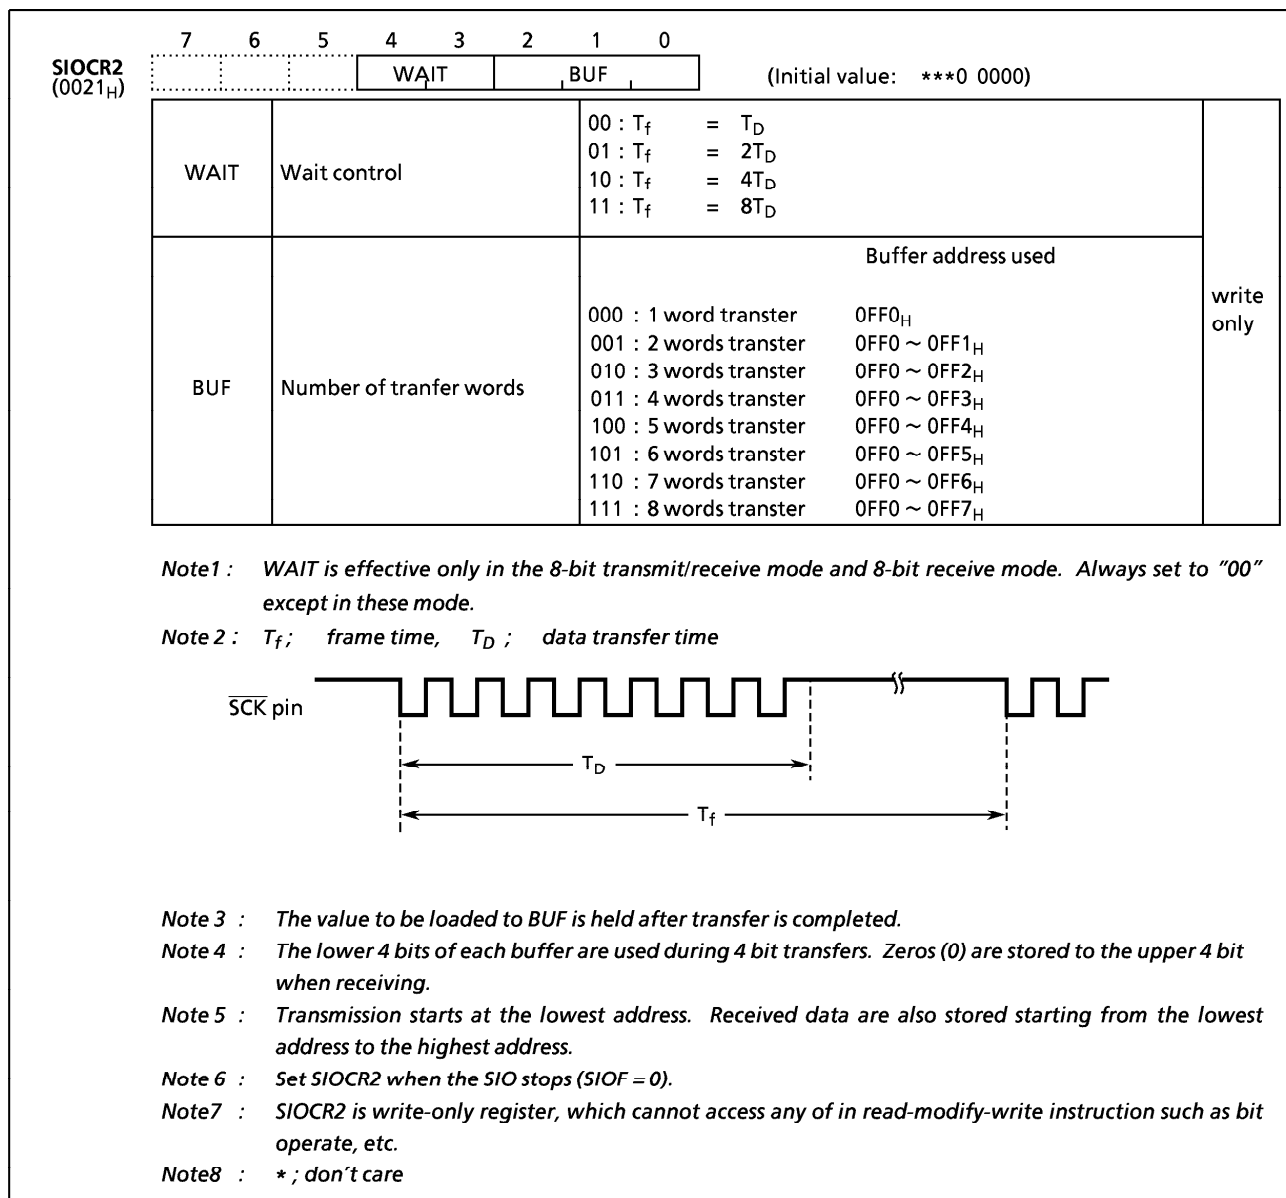 7 6 5 4 3 2 1 0
SIOCR2
(0021H)
WAIT BUF (Initial value: ***0 0000)
00 : Tf = TD
01 : Tf = 2TD
WAIT Wait control
10 : Tf = 4TD
11 : Tf = 8TD
Buffer address used
write
only
000 : 1 word transter 0FF0H
001 : 2 words transter 0FF0 ~ 0FF1H
010 : 3 words transter 0FF0 ~ 0FF2H
BUF Number of tranfer words
011 : 4 words transter 0FF0 ~ 0FF3H
100 : 5 words transter 0FF0 ~ 0FF4H
101 : 6 words transter 0FF0 ~ 0FF5H
110 : 7 words transter 0FF0 ~ 0FF6H
111 : 8 words transter 0FF0 ~ 0FF7H
Note1 : WAIT is effective only in the 8-bit transmit/receive mode and 8-bit receive mode. Always set to "00"
except in these mode.
Note 2 : Tf ; frame time, TD ; data transfer time
SCK pin
TD
Tf
Note 3 : The value to be loaded to BUF is held after transfer is completed.
Note 4 : The lower 4 bits of each buffer are used during 4 bit transfers. Zeros (0) are stored to the upper 4 bit
when receiving.
Note 5 : Transmission starts at the lowest address. Received data are also stored starting from the lowest
address to the highest address.
Note 6 : Set SIOCR2 when the SIO stops (SIOF = 0).
Note7 : SIOCR2 is write-only register, which cannot access any of in read-modify-write instruction such as bit
operate, etc.
Note8 : * ; don't care